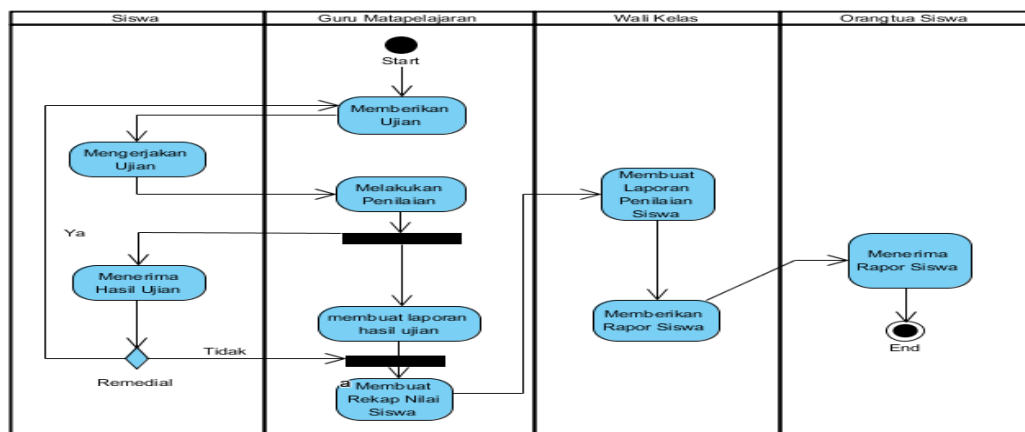 Siswa
Guru Matapelajaran
Wali Kelas
Orangtua Siswa
Start
Memberikan
Ujian
Mengerjakan
Ujian
Melakukan
Penilaian
Membuat
Laporan
Penilaian
Siswa
Ya
Menerima
Hasil Ujian
Menerima
Rapor Siswa
membuat laporan
hasil ujian
Memberikan
Rapor Siswa
End
Tidak
Remedial
a
Membuat
Rekap Nilai
Siswa